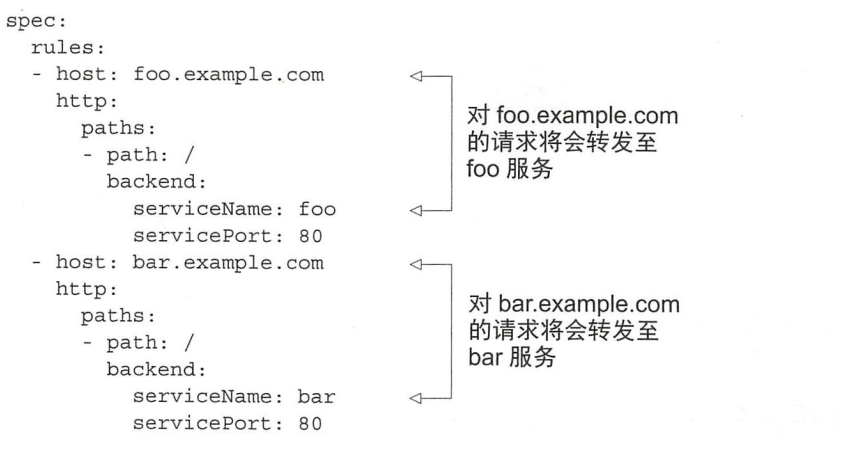 spec:
  rules:
  - host: foo.example.com
    http:
      paths:
      - path: /
        backend:
          serviceName: foo
          servicePort: 80
  - host: bar.example.com
    http:
      paths:
      - path: /
        backend:
          serviceName: bar
          servicePort: 80
对 foo.example.com
的请求将会转发至
foo 服务
对 bar.example.com
的请求将会转发至
bar 服务